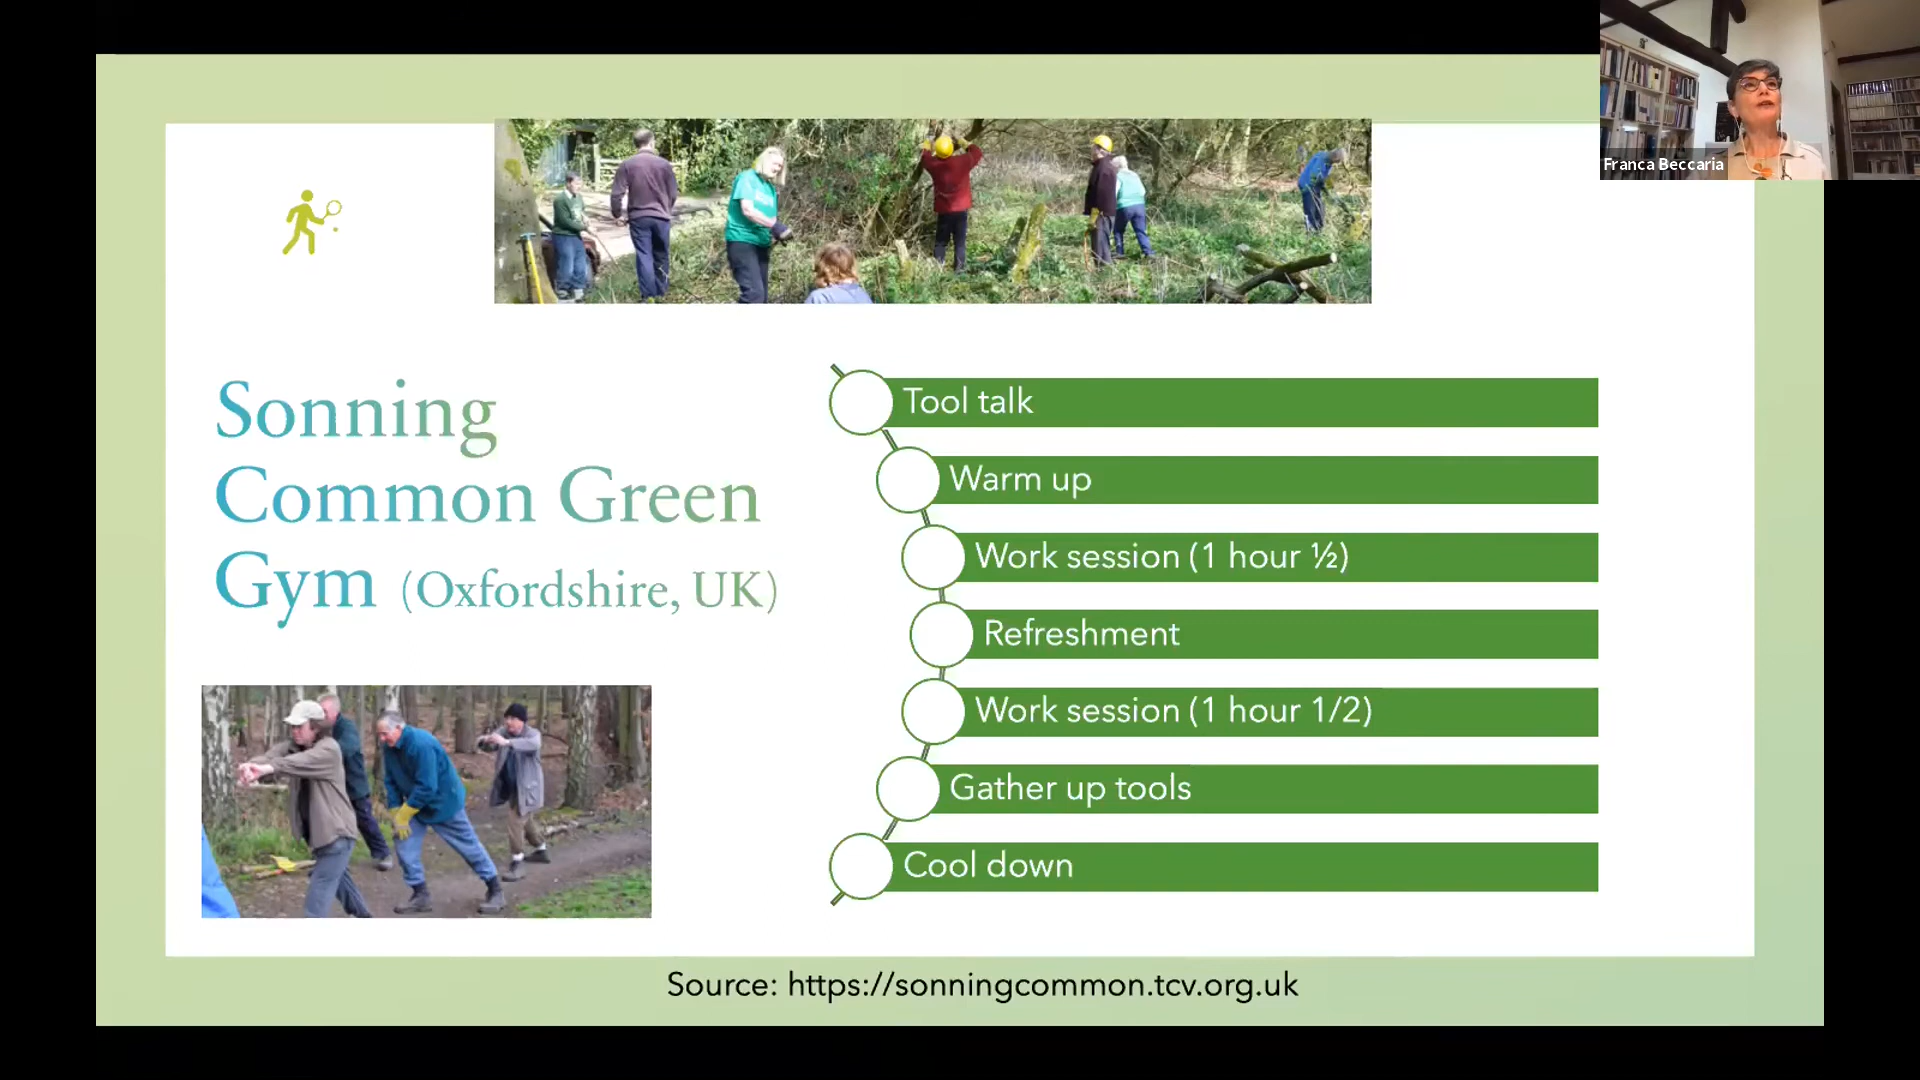 Franca Beccaria
Sonning
Common Green
Gym (Oxfordshire, UK)
Tool talk
Warm up
Work session (1 hour ½)
Refreshment
Work session (1 hour 1/2)
Gather up tools
Cool down
Source: https://sonningcommon.tcv.org.uk